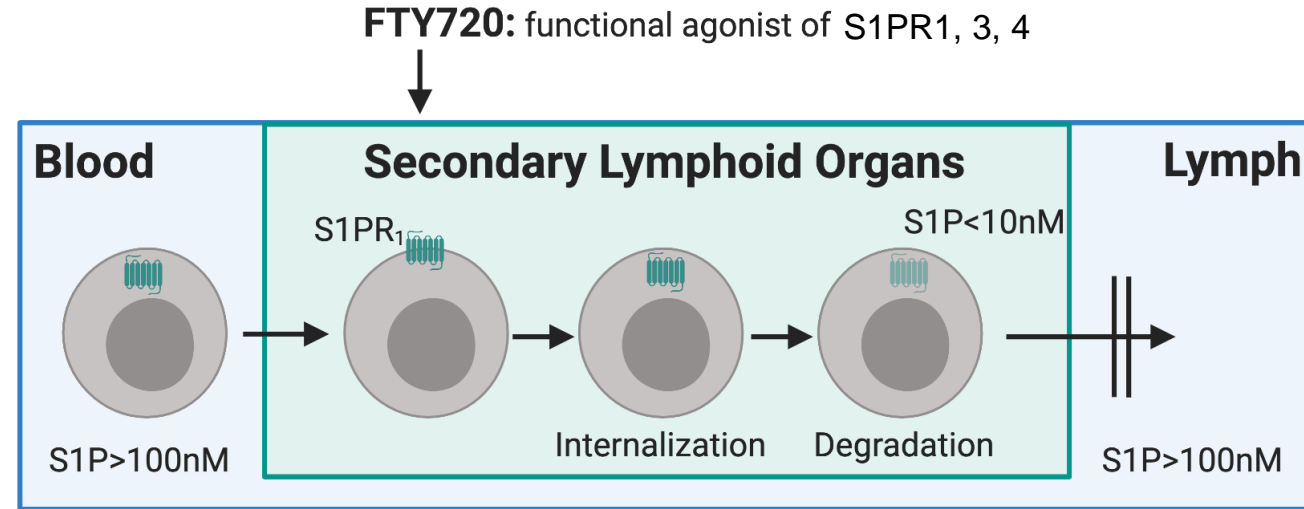 FTY720: functional agonist of S1PR1, 3, 4
Blood
Secondary Lymphoid Organs
Lymph
S1PR₁
S1P<10nM
Internalization
Degradation
S1P>100nM
S1P>100nM